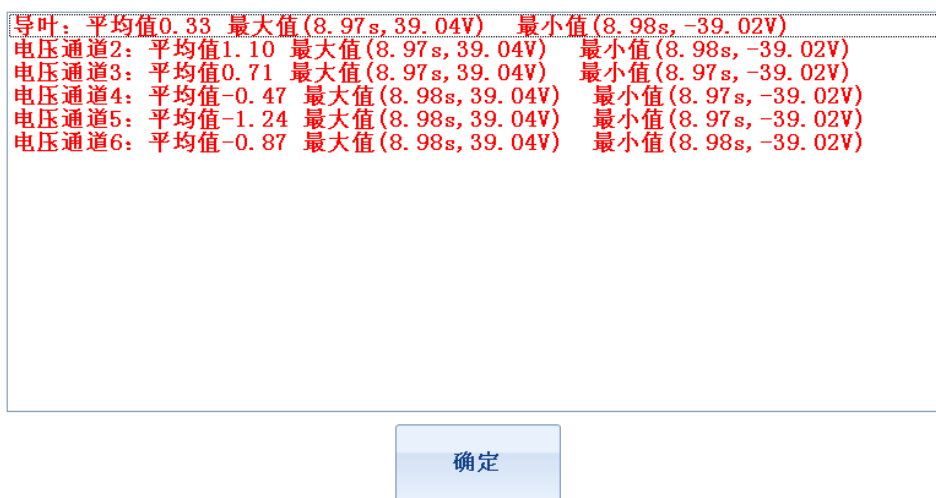 导叶：平均值0.33 最大值(8.97s,39.04V) 最小值(8.98s,-39.02V)
电压通道2：平均值1.10 最大值(8.97s,39.04V) 最小值(8.98s,-39.02V)
电压通道3：平均值0.71 最大值(8.97s,39.04V) 最小值(8.97s,-39.02V)
电压通道4：平均值-0.47 最大值(8.98s,39.04V) 最小值(8.97s,-39.02V)
电压通道5：平均值-1.24 最大值(8.98s,39.04V) 最小值(8.97s,-39.02V)
电压通道6：平均值-0.87 最大值(8.98s,39.04V) 最小值(8.98s,-39.02V)
确定